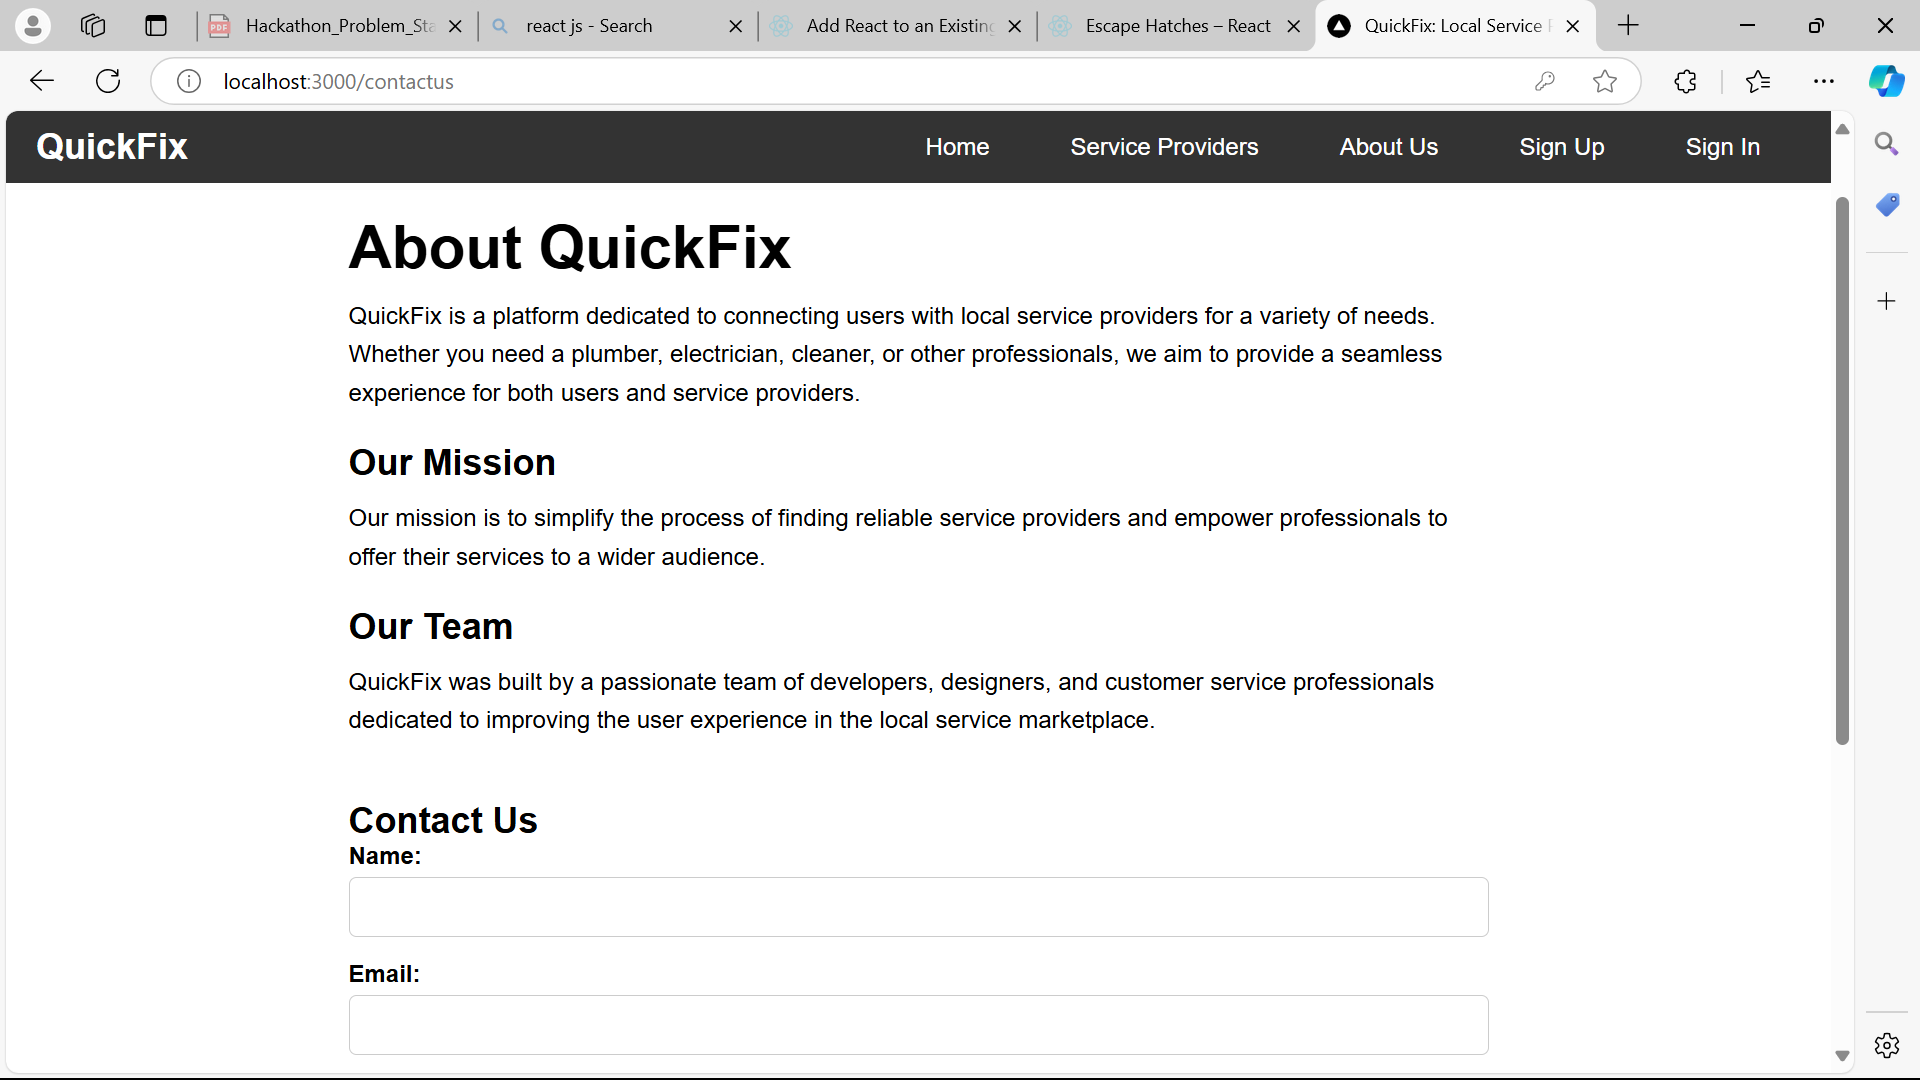 Hackathon_Problem_Sta
react js - Search
Add React to an Existing
Escape Hatches – React
QuickFix: Local Service P
localhost:3000/contactus
QuickFix
Home
Service Providers
About Us
Sign Up
Sign In
About QuickFix
QuickFix is a platform dedicated to connecting users with local service providers for a variety of needs.
Whether you need a plumber, electrician, cleaner, or other professionals, we aim to provide a seamless
experience for both users and service providers.
Our Mission
Our mission is to simplify the process of finding reliable service providers and empower professionals to
offer their services to a wider audience.
Our Team
QuickFix was built by a passionate team of developers, designers, and customer service professionals
dedicated to improving the user experience in the local service marketplace.
Contact Us
Name:
Email: